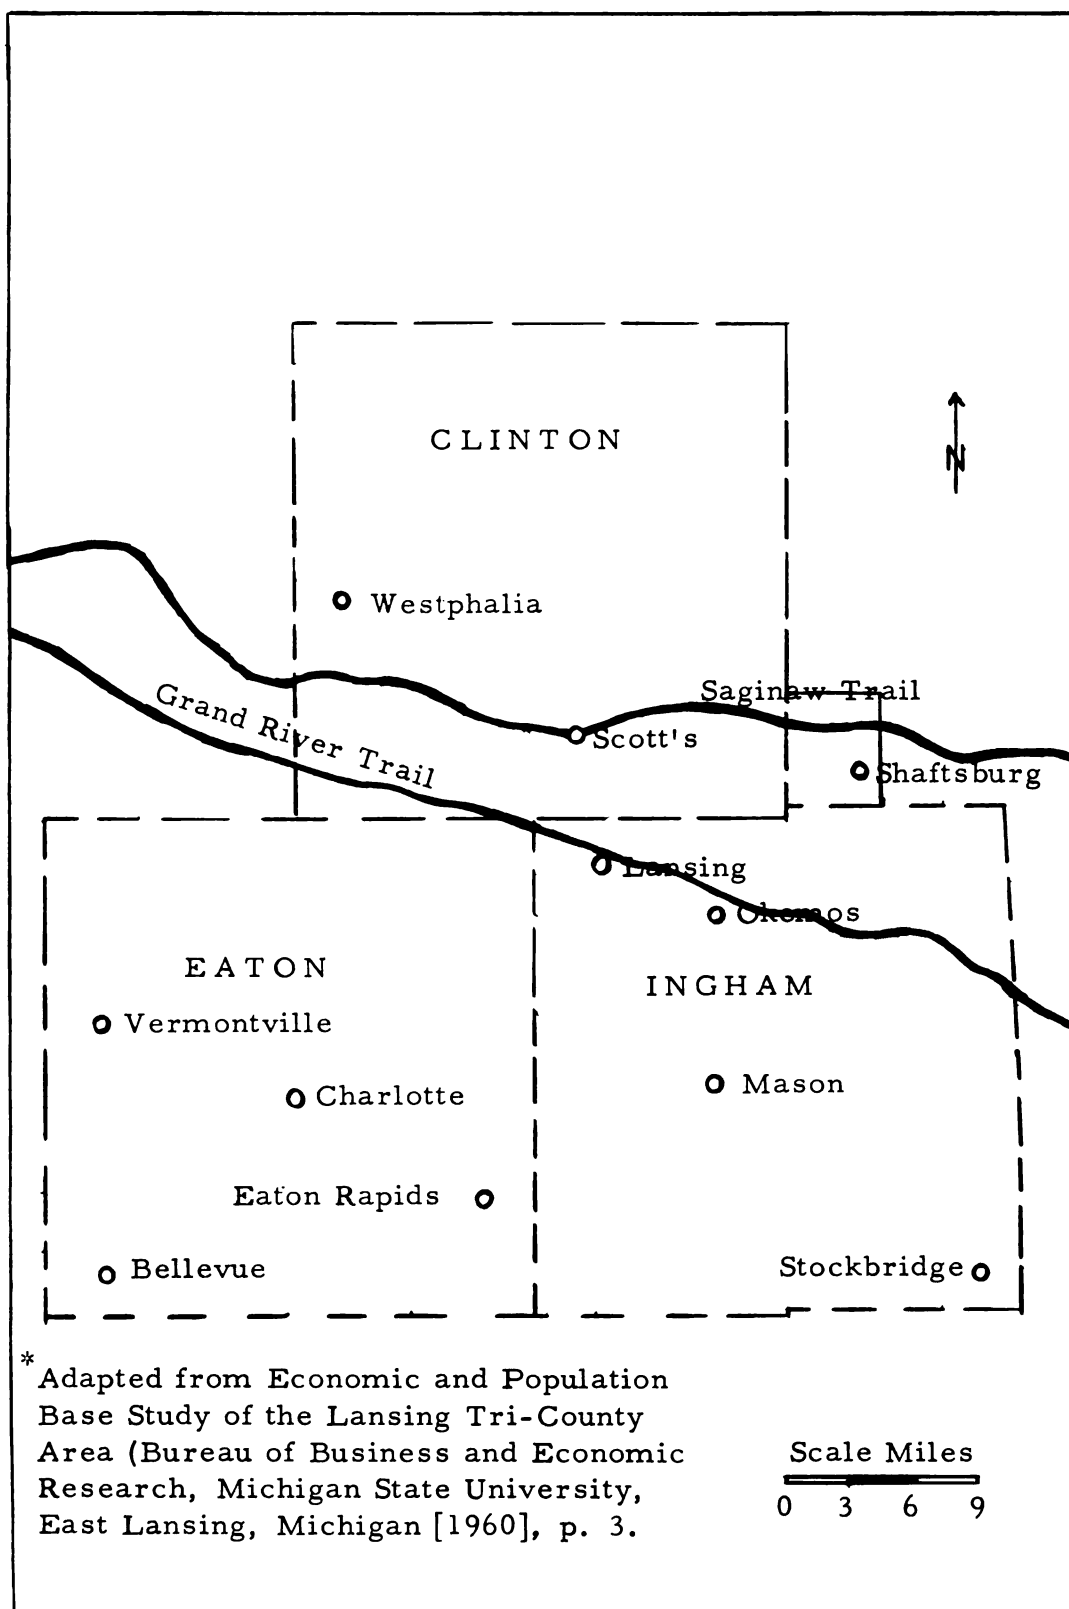 CLINTON
N
Westphalia
Saginaw Trail
Grand River Trail
Scott's
Shaftsburg
Lansing
Okemos
EATON
INGHAM
Vermontville
Mason
Charlotte
Eaton Rapids
Stockbridge
Bellevue
*
Adapted from Economic and Population
Base Study of the Lansing Tri-County
Area (Bureau of Business and Economic
Research, Michigan State University,
East Lansing, Michigan [1960], p. 3.
Scale Miles
0 3 6 9